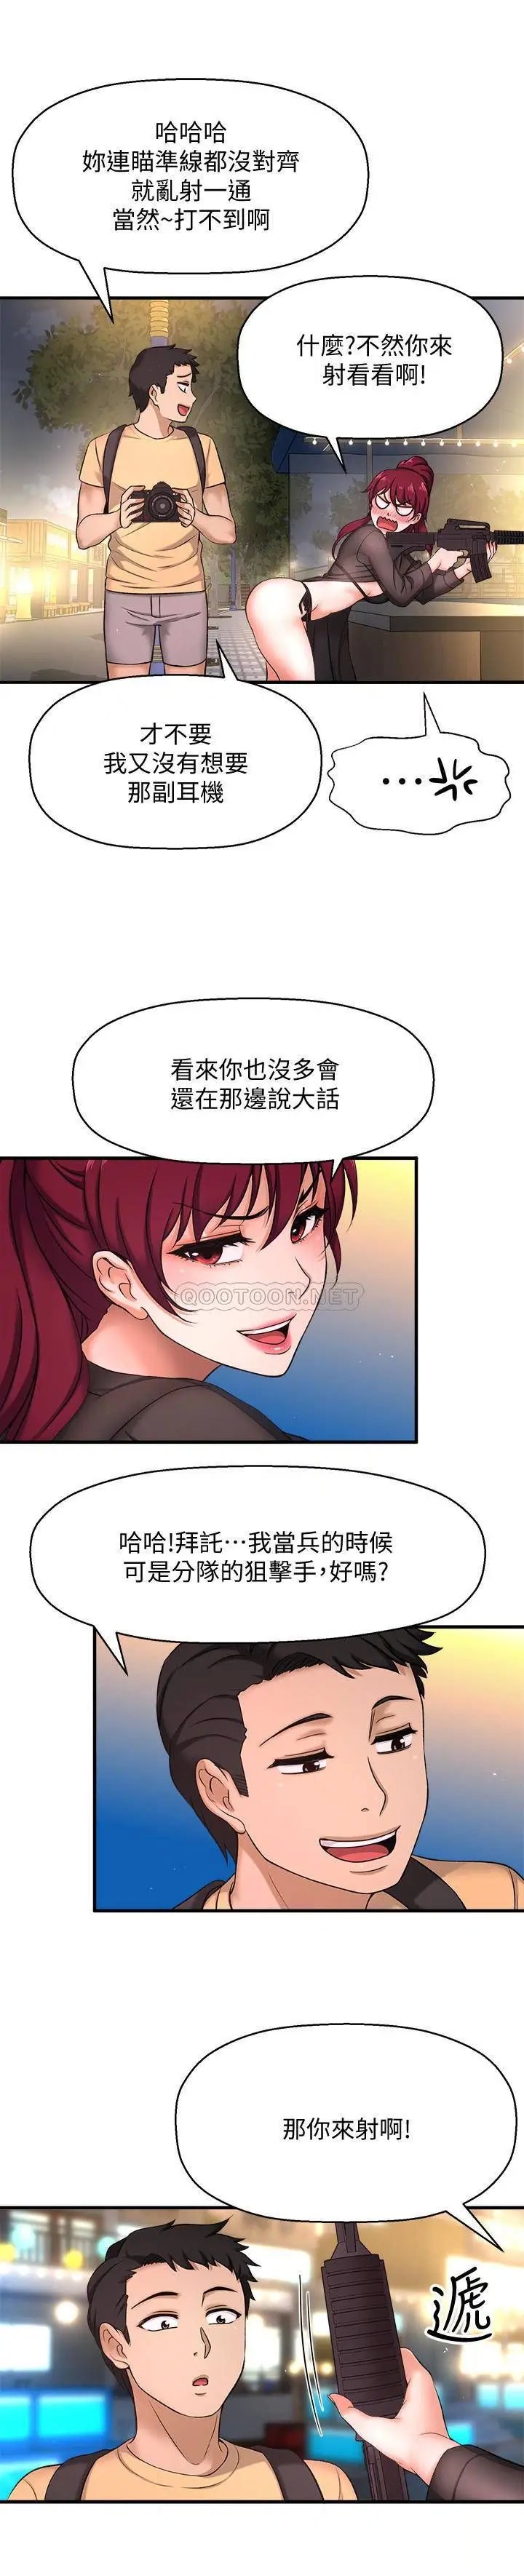 哈哈哈
妳連瞄準線都沒對齊
就亂射一通
當然~打不到啊
什麼?不然你來
射看看啊!
才不要
我又沒有想要
那副耳機
...
看來你也沒多會
還在那邊說大話
QOOTOON.NET
哈哈!拜託…我當兵的時候
可是分隊的狙擊手,好嗎?
那你來射啊!
遞